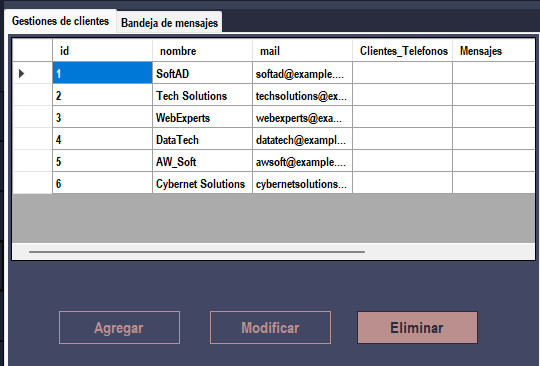 Gestiones de clientes Bandeja de mensajes
id nombre mail Clientes_Telefonos Mensajes
1 SoftAD softad@example....
2 Tech Solutions techsolutions@ex...
3 WebExperts webexperts@exa...
4 DataTech datatech@exampl...
5 AW_Soft awsoft@example....
6 Cybernet Solutions cybernetsolutions...
Agregar Modificar Eliminar